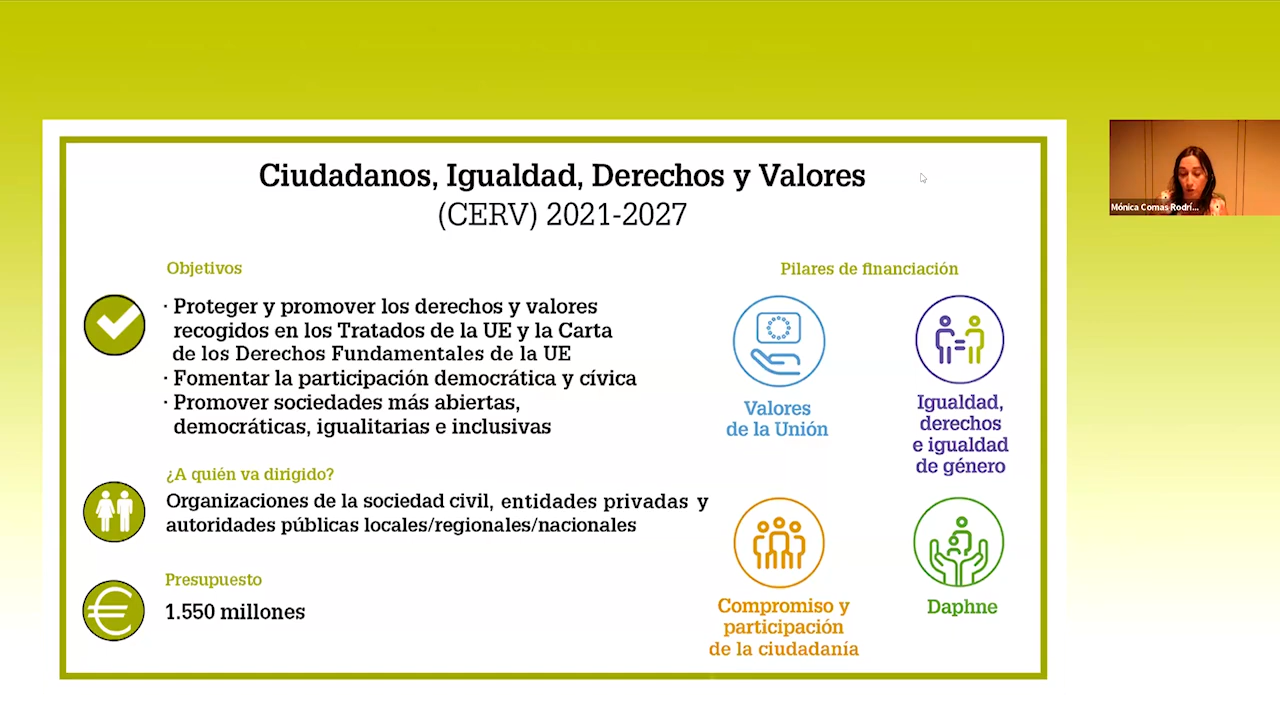 Ciudadanos, Igualdad, Derechos y Valores
(CERV) 2021-2027
Objetivos
· Proteger y promover los derechos y valores
recogidos en los Tratados de la UE y la Carta
de los Derechos Fundamentales de la UE
· Fomentar la participación democrática y cívica
· Promover sociedades más abiertas,
democráticas, igualitarias e inclusivas
¿A quién va dirigido?
Organizaciones de la sociedad civil, entidades privadas y
autoridades públicas locales/regionales/nacionales
Presupuesto
1.550 millones
Pilares de financiación
Valores
de la Unión
Igualdad,
derechos
e igualdad
de género
Compromiso y
participación
de la ciudadanía
Daphne
Mónica Comas Rodrí...